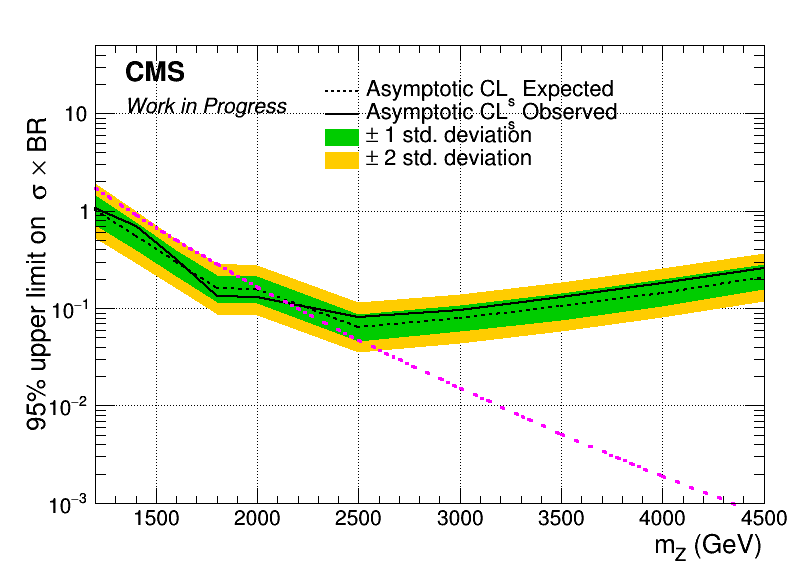 CMS
Work in Progress
Asymptotic CLs Expected
Asymptotic CLs Observed
± 1 std. deviation
± 2 std. deviation
95% upper limit on σ × BR
10
1
10⁻¹
10⁻²
10⁻³
1500 2000 2500 3000 3500 4000 4500
mZ (GeV)